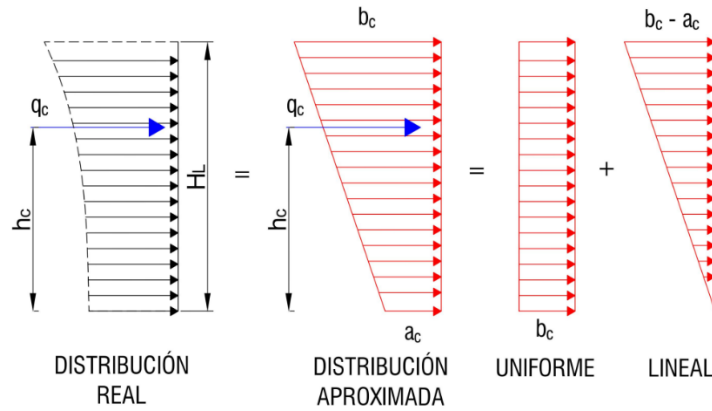 b_c
b_c - a_c
q_c
q_c
H_L
=
=
+
h_c
h_c
a_c
b_c
DISTRIBUCIÓN
REAL
DISTRIBUCIÓN
APROXIMADA
UNIFORME
LINEAL